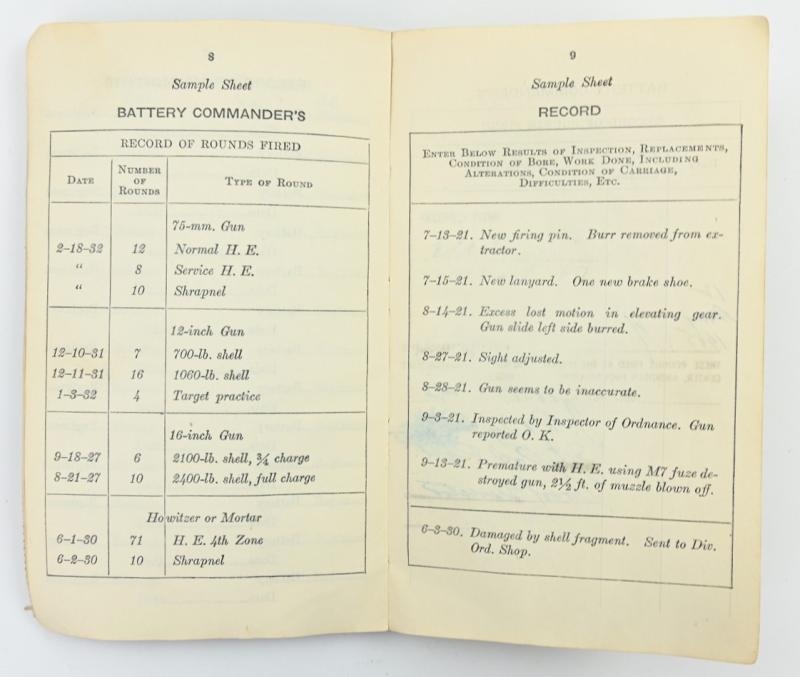 8
Sample Sheet
BATTERY COMMANDER'S
RECORD OF ROUNDS FIRED
DATE NUMBER OF ROUNDS TYPE OF ROUND
75-mm. Gun
2-18-32 12 Normal H. E.
" 8 Service H. E.
" 10 Shrapnel
12-inch Gun
12-10-31 7 700-lb. shell
12-11-31 16 1060-lb. shell
1-3-32 4 Target practice
16-inch Gun
9-18-27 6 2100-lb. shell, ¾ charge
8-21-27 10 2400-lb. shell, full charge
Howitzer or Mortar
6-1-30 71 H. E. 4th Zone
6-2-30 10 Shrapnel
9
Sample Sheet
RECORD
ENTER BELOW RESULTS OF INSPECTION, REPLACEMENTS,
CONDITION OF BORE, WORK DONE, INCLUDING
ALTERATIONS, CONDITION OF CARRIAGE,
DIFFICULTIES, ETC.
7-13-21. New firing pin. Burr removed from ex-
tractor.
7-15-21. New lanyard. One new brake shoe.
8-14-21. Excess lost motion in elevating gear.
Gun slide left side burred.
8-27-21. Sight adjusted.
8-28-21. Gun seems to be inaccurate.
9-3-21. Inspected by Inspector of Ordnance. Gun
reported O. K.
9-13-21. Premature with H. E. using M7 fuze de-
stroyed gun, 2½ ft. of muzzle blown off.
6-3-30. Damaged by shell fragment. Sent to Div.
Ord. Shop.